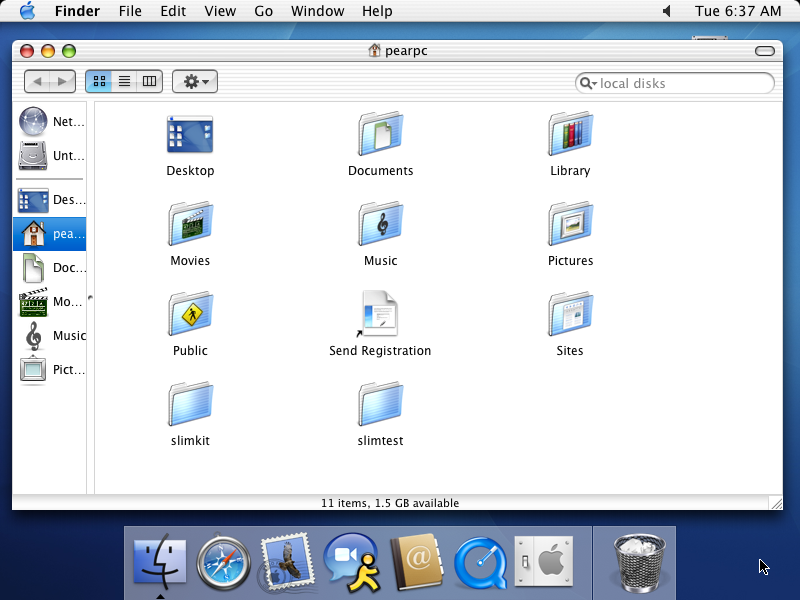 Finder File Edit View Go Window Help Tue 6:37 AM
pearpc
local disks
Net...
Unt...
Des...
pea...
Doc...
Mo...
Music
Pict...
Desktop Documents Library
Movies Music Pictures
Public Send Registration Sites
slimkit slimtest
11 items, 1.5 GB available
@